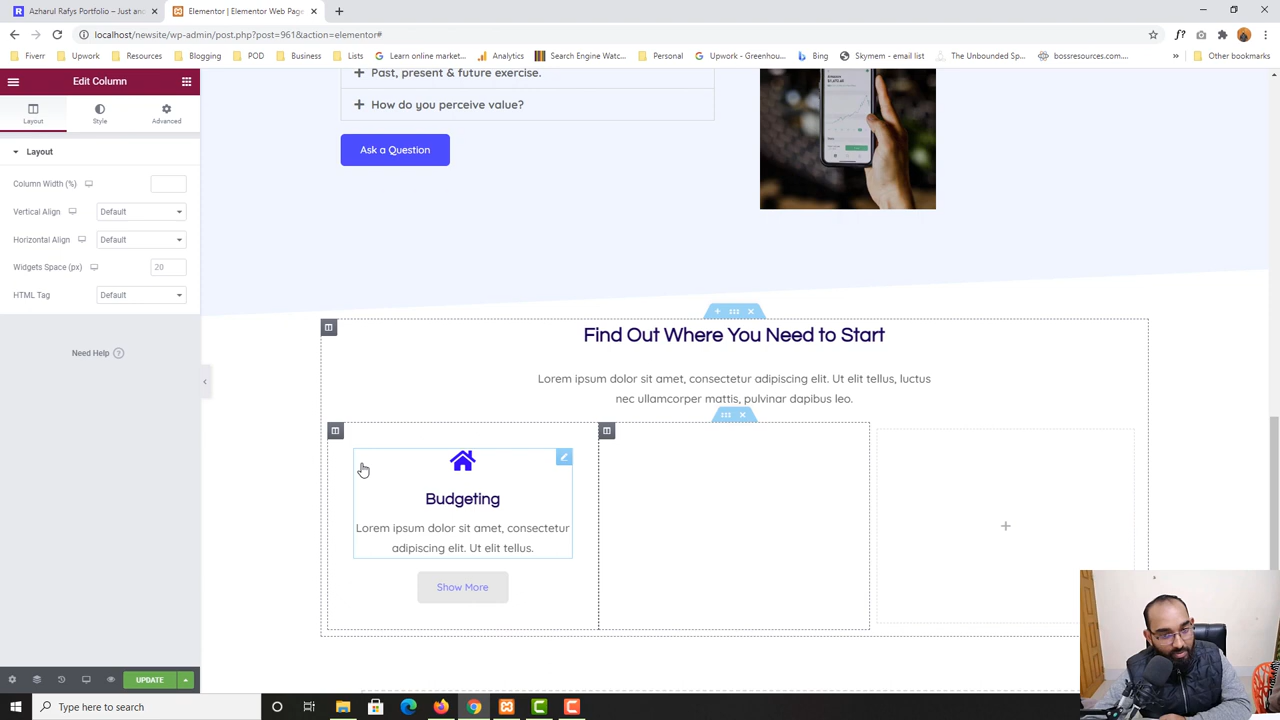 Azharul Rafys Portfolio - Just and
Elementor | Elementor Web Page
localhost/newsite/wp-admin/post.php?post=961&action=elementor#
Fiverr
Upwork
Resources
Blogging
POD
Business
Lists
Learn online market...
Analytics
Search Engine Watc...
Personal
Upwork - Greenhou...
Bing
Skymem - email list
The Unbounded Sp...
bossresources.com...
Other bookmarks
Edit Column
Layout
Style
Advanced
Layout
Column Width (%)
Vertical Align
Default
Horizontal Align
Default
Widgets Space (px)
20
HTML Tag
Default
Need Help
UPDATE
Past, present & future exercise.
How do you perceive value?
Ask a Question
Find Out Where You Need to Start
Lorem ipsum dolor sit amet, consectetur adipiscing elit. Ut elit tellus, luctus
nec ullamcorper mattis, pulvinar dapibus leo.
Budgeting
Lorem ipsum dolor sit amet, consectetur
adipiscing elit. Ut elit tellus.
Show More
Type here to search